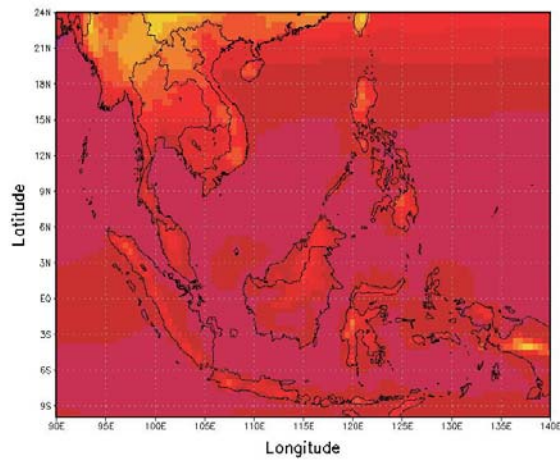 24N
21N
18N
15N
12N
9N
6N
3N
EQ
3S
6S
9S
Latitude
90E 95E 100E 105E 110E 115E 120E 125E 130E 135E 140E
Longitude